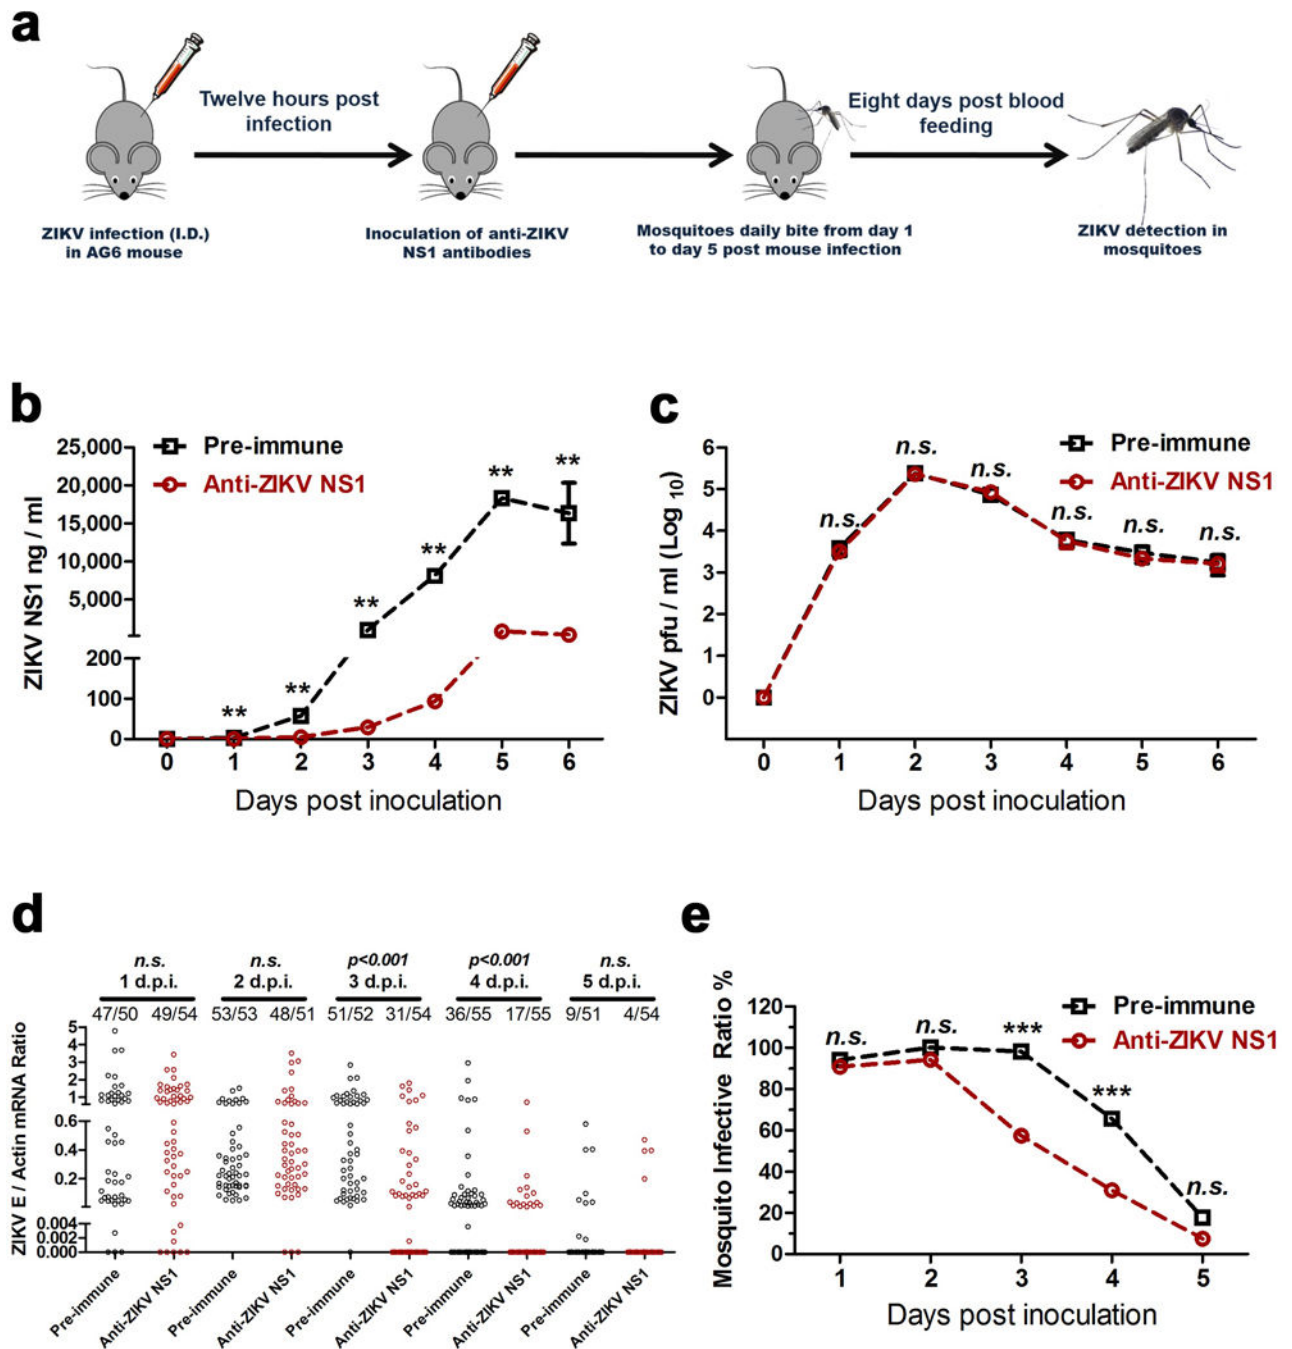 a
Twelve hours post
infection
Eight days post blood
feeding
ZIKV infection (I.D.)
in AG6 mouse
Inoculation of anti-ZIKV
NS1 antibodies
Mosquitoes daily bite from day 1
to day 5 post mouse infection
ZIKV detection in
mosquitoes
b
ZIKV NS1 ng / ml
25,000
20,000
15,000
10,000
5,000
200
100
0
Pre-immune
Anti-ZIKV NS1
**
**
**
**
**
**
0 1 2 3 4 5 6
Days post inoculation
c
ZIKV pfu / ml (Log 10)
6
5
4
3
2
1
0
Pre-immune
Anti-ZIKV NS1
n.s.
n.s.
n.s.
n.s.
n.s.
n.s.
0 1 2 3 4 5 6
Days post inoculation
d
n.s. n.s. p<0.001 p<0.001 n.s.
1 d.p.i. 2 d.p.i. 3 d.p.i. 4 d.p.i. 5 d.p.i.
47/50 49/54 53/53 48/51 51/52 31/54 36/55 17/55 9/51 4/54
ZIKV E / Actin mRNA Ratio
5
4
3
2
1
0.6
0.4
0.2
0.004
0.002
0.000
Pre-immune Anti-ZIKV NS1 Pre-immune Anti-ZIKV NS1 Pre-immune Anti-ZIKV NS1 Pre-immune Anti-ZIKV NS1 Pre-immune Anti-ZIKV NS1
e
Mosquito Infective Ratio %
120
100
80
60
40
20
0
Pre-immune
Anti-ZIKV NS1
n.s.
n.s.
***
***
n.s.
1 2 3 4 5
Days post inoculation